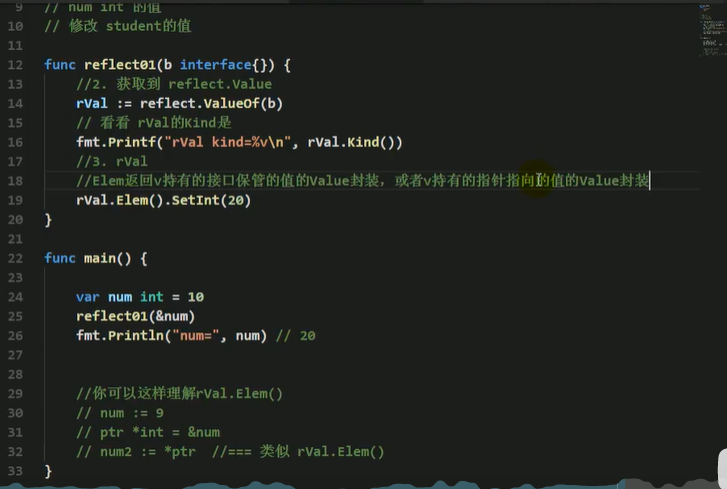 9 // num int 的值
10 // 修改 student的值
11
12 func reflect01(b interface{}) {
13 //2. 获取到 reflect.Value
14 rVal := reflect.ValueOf(b)
15 // 看看 rVal的Kind是
16 fmt.Printf("rVal kind=%v\n", rVal.Kind())
17 //3. rVal
18 //Elem返回v持有的接口保管的值的Value封装，或者v持有的指针指向的值的Value封装
19 rVal.Elem().SetInt(20)
20 }
21
22 func main() {
23
24 var num int = 10
25 reflect01(&num)
26 fmt.Println("num=", num) // 20
27
28
29 //你可以这样理解rVal.Elem()
30 // num := 9
31 // ptr *int = &num
32 // num2 := *ptr  //=== 类似 rVal.Elem()
33 }